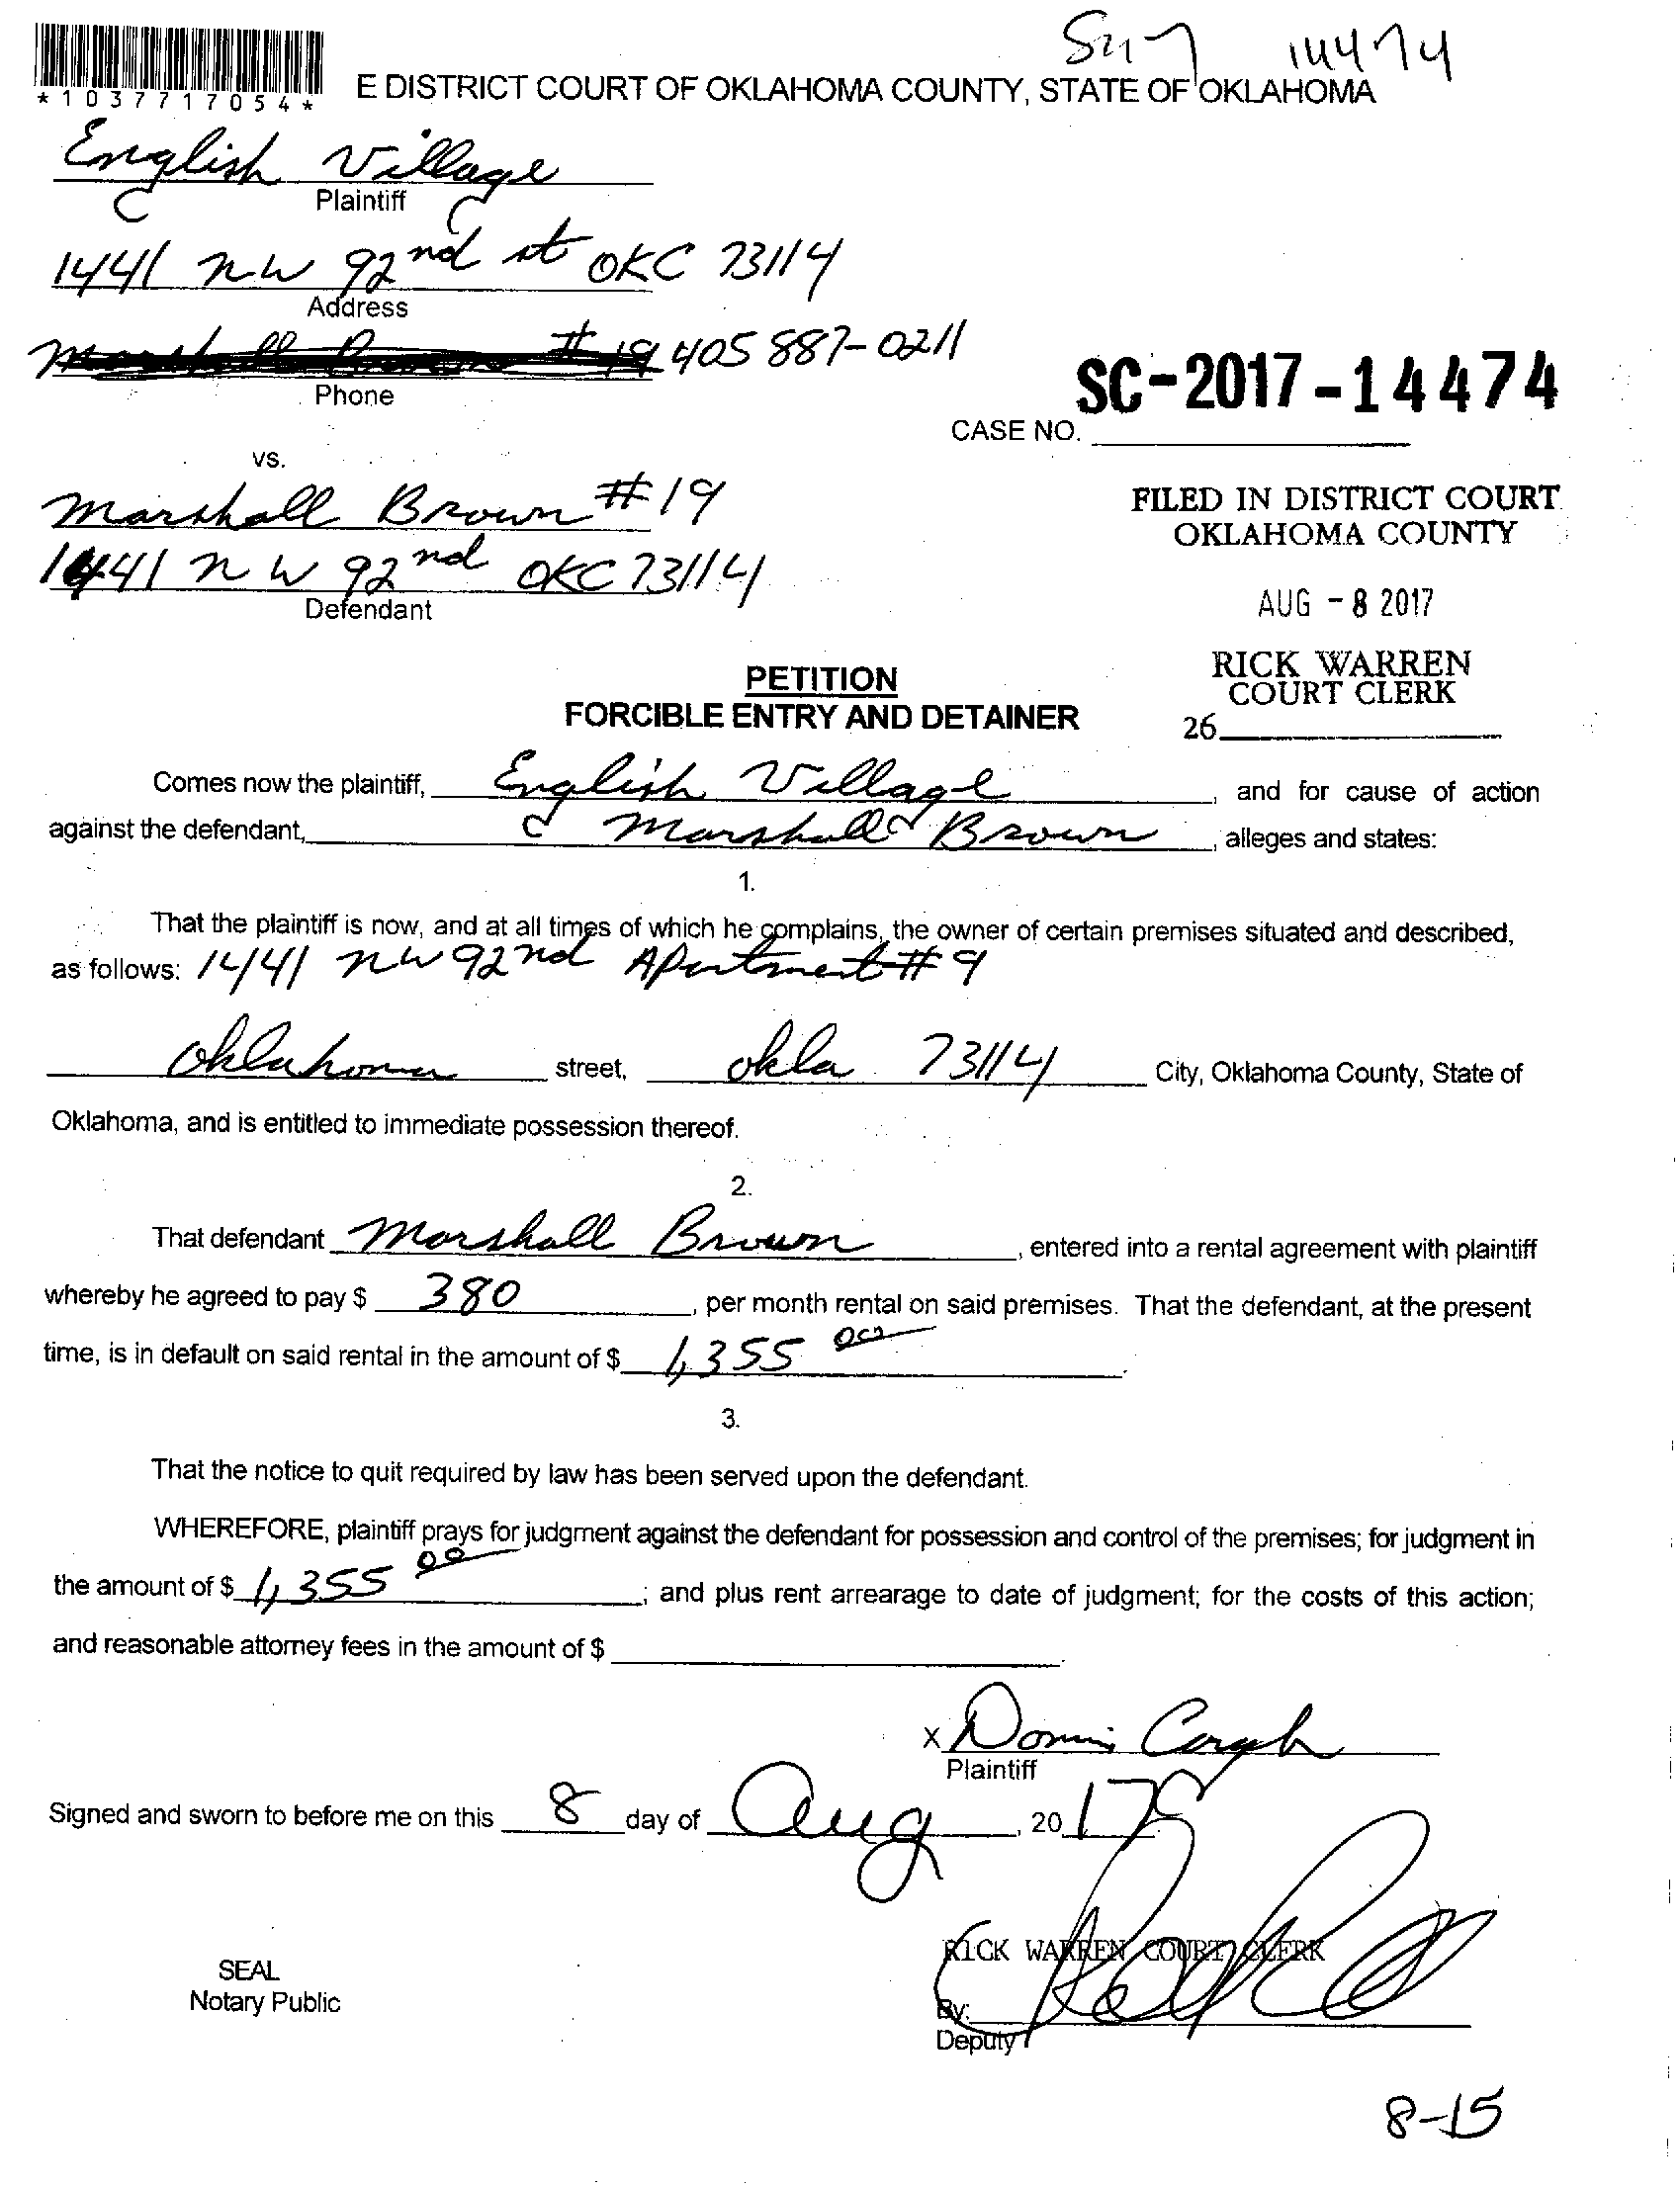 14474
*1037717054*
E DISTRICT COURT OF OKLAHOMA COUNTY, STATE OF OKLAHOMA
English Village
Plaintiff
1441 NW 92nd st OKC 73114
Address
Marshall Brown #19 405 887-0211
Phone
SC-2017-14474
CASE NO.
vs.
Marshall Brown #19
1441 NW 92nd OKC 73114
Defendant
FILED IN DISTRICT COURT
OKLAHOMA COUNTY
AUG -8 2017
RICK WARREN
COURT CLERK
26
PETITION
FORCIBLE ENTRY AND DETAINER
Comes now the plaintiff, English Village, and for cause of action
against the defendant, Marshall Brown, alleges and states:
1.
That the plaintiff is now, and at all times of which he complains, the owner of certain premises situated and described,
as follows: 1441 NW 92nd Apartment #9
Oklahoma street, okla 73114 City, Oklahoma County, State of
Oklahoma, and is entitled to immediate possession thereof.
2.
That defendant Marshall Brown, entered into a rental agreement with plaintiff
whereby he agreed to pay $ 380, per month rental on said premises. That the defendant, at the present
time, is in default on said rental in the amount of $ 1,355 00.
3.
That the notice to quit required by law has been served upon the defendant.
WHEREFORE, plaintiff prays for judgment against the defendant for possession and control of the premises; for judgment in
the amount of $ 1,355 00; and plus rent arrearage to date of judgment; for the costs of this action;
and reasonable attorney fees in the amount of $
X
Plaintiff
Signed and sworn to before me on this 8 day of Aug, 2017
RICK WARREN COURT CLERK
SEAL
Notary Public
By:
Deputy
8-15